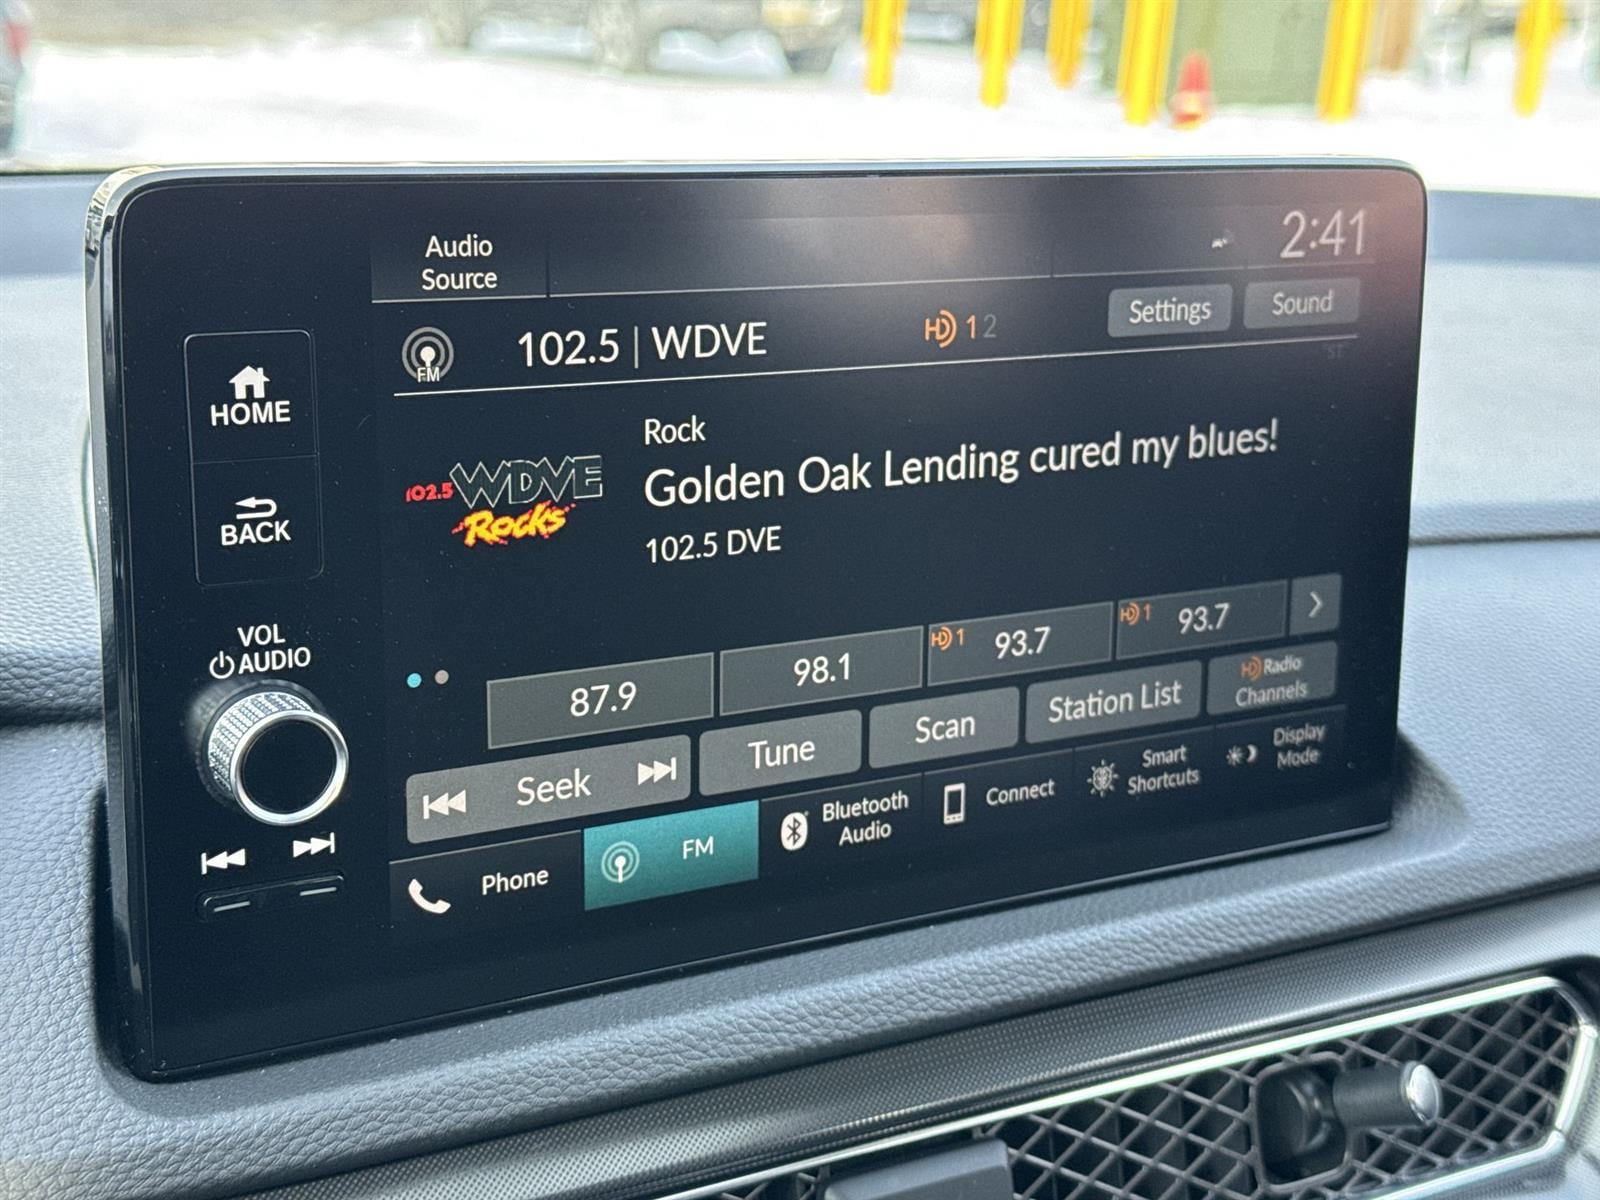 Audio
Source
2:41
FM
102.5 | WDVE
HD 1 2
Settings
Sound
ST
HOME
BACK
VOL
AUDIO
102.5 WDVE
Rocks
Rock
Golden Oak Lending cured my blues!
102.5 DVE
87.9
98.1
HD 1 93.7
HD 1 93.7
Seek
Tune
Scan
Station List
HD Radio
Channels
Phone
FM
Bluetooth
Audio
Connect
Smart
Shortcuts
Display
Mode